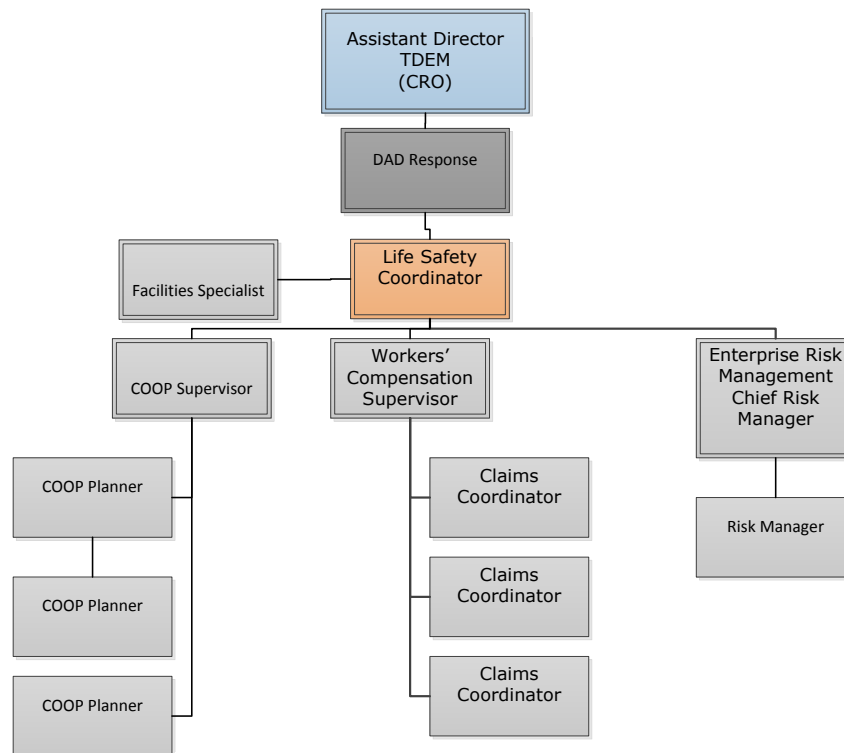 Assistant Director
TDEM
(CRO)
DAD Response
Life Safety
Coordinator
Facilities Specialist
COOP Supervisor
Workers’
Compensation
Supervisor
Enterprise Risk
Management
Chief Risk
Manager
COOP Planner
Claims
Coordinator
Risk Manager
COOP Planner
Claims
Coordinator
COOP Planner
Claims
Coordinator